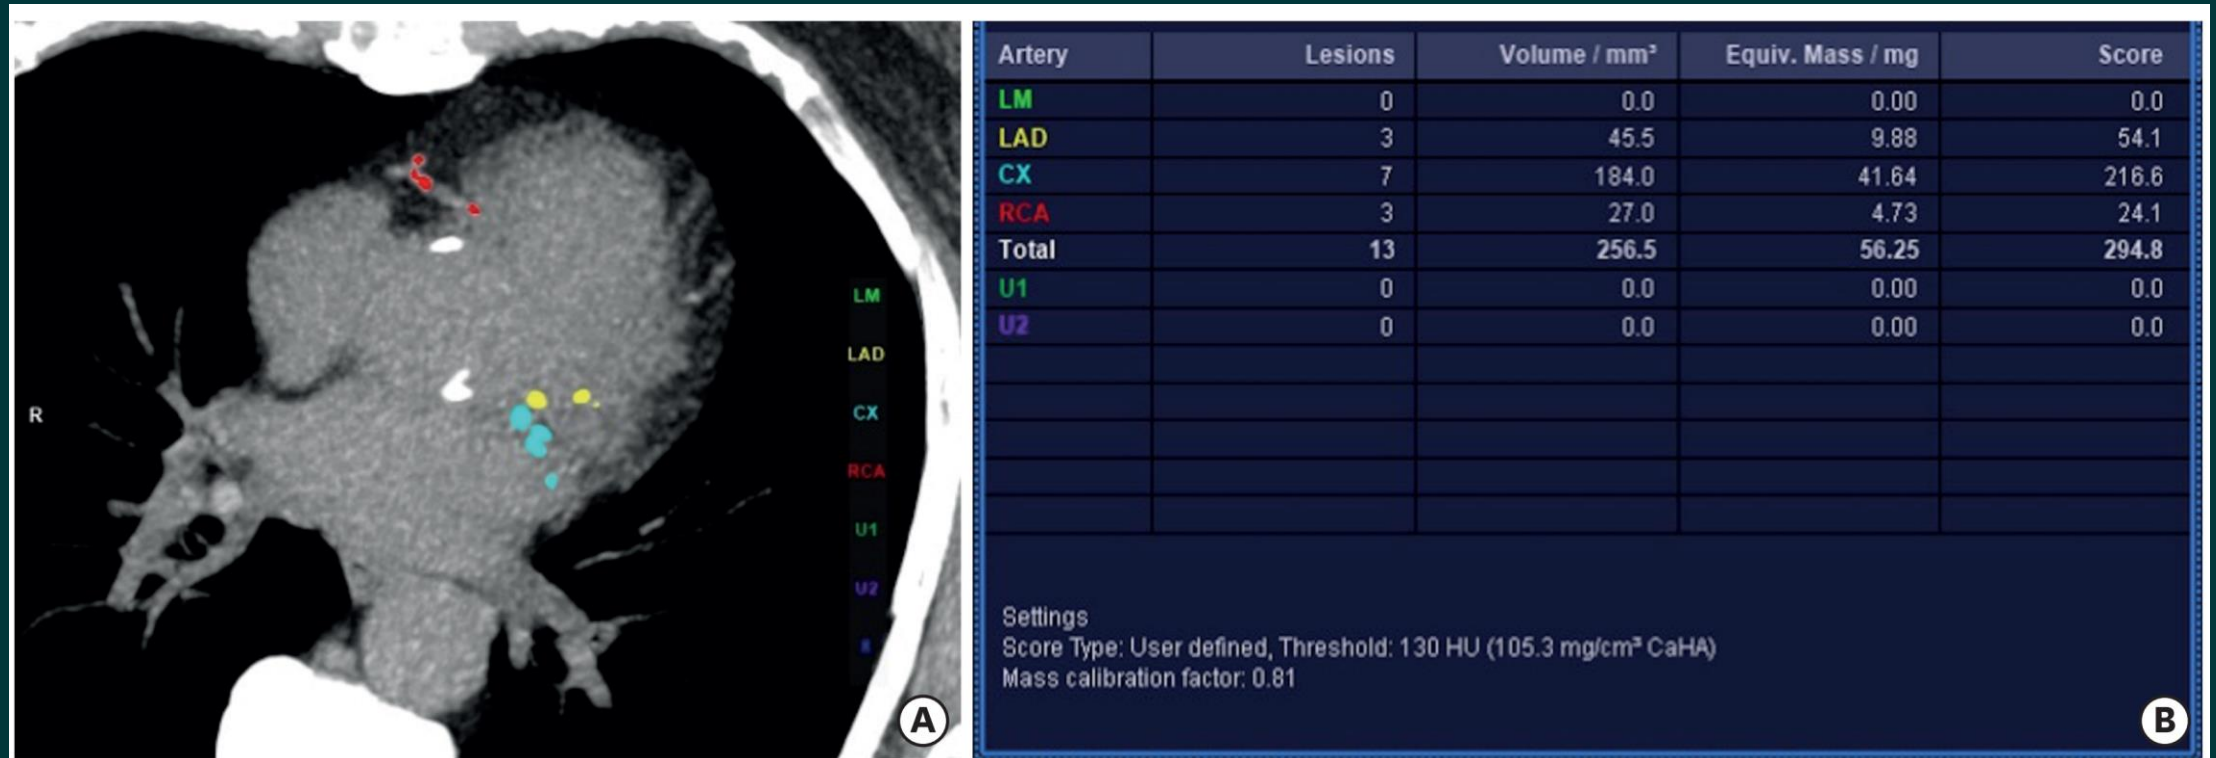 R
LM
LAD
CX
RCA
U1
U2
A
Artery Lesions Volume / mm³ Equiv. Mass / mg Score
LM 0 0.0 0.00 0.0
LAD 3 45.5 9.88 54.1
CX 7 184.0 41.64 216.6
RCA 3 27.0 4.73 24.1
Total 13 256.5 56.25 294.8
U1 0 0.0 0.00 0.0
U2 0 0.0 0.00 0.0
Settings
Score Type: User defined, Threshold: 130 HU (105.3 mg/cm³ CaHA)
Mass calibration factor: 0.81
B